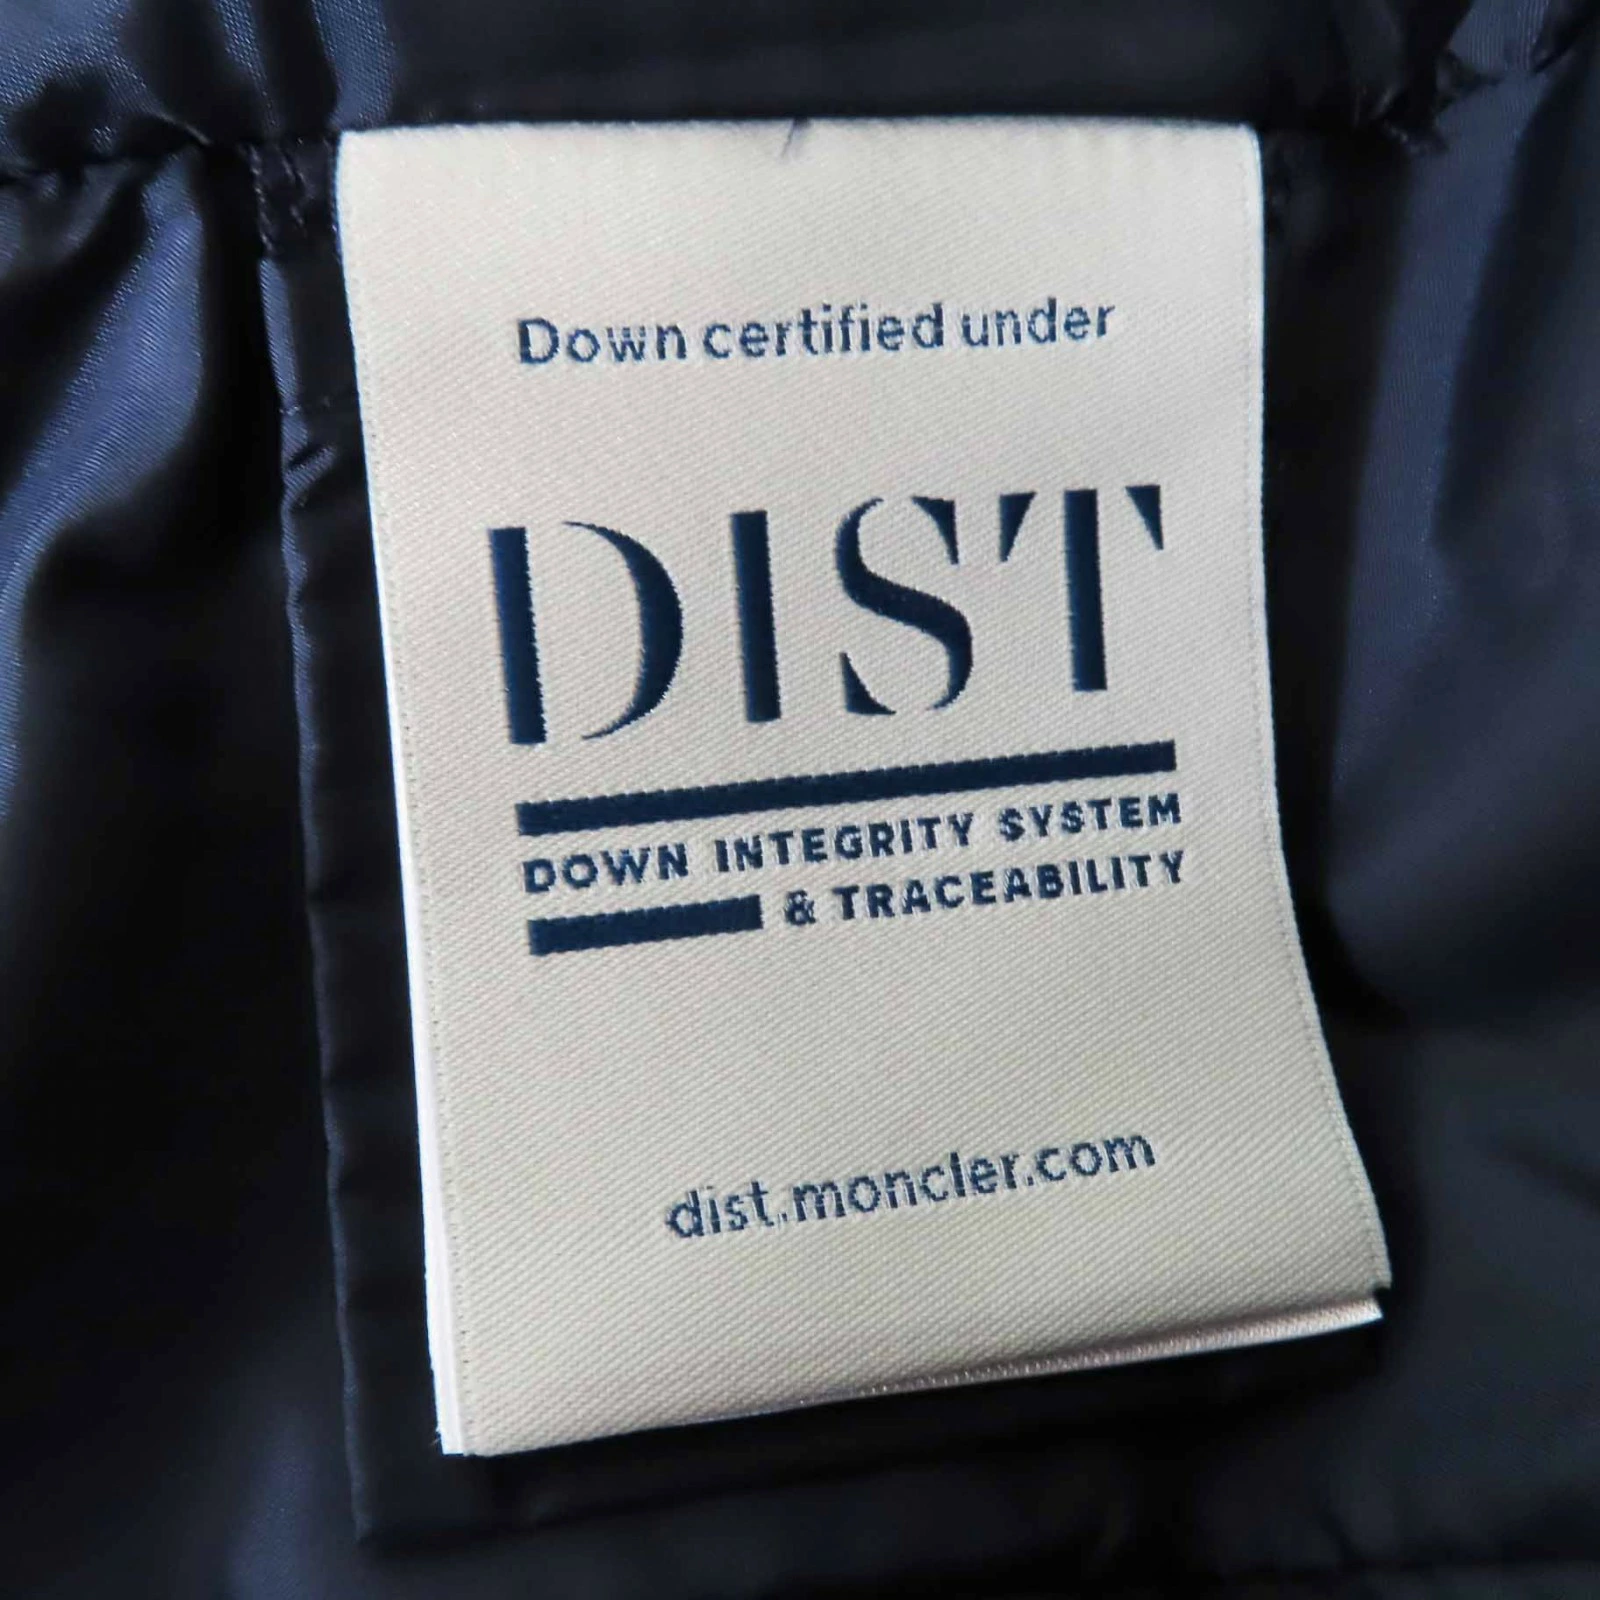 Down certified under
DIST
DOWN INTEGRITY SYSTEM
& TRACEABILITY
dist.moncler.com